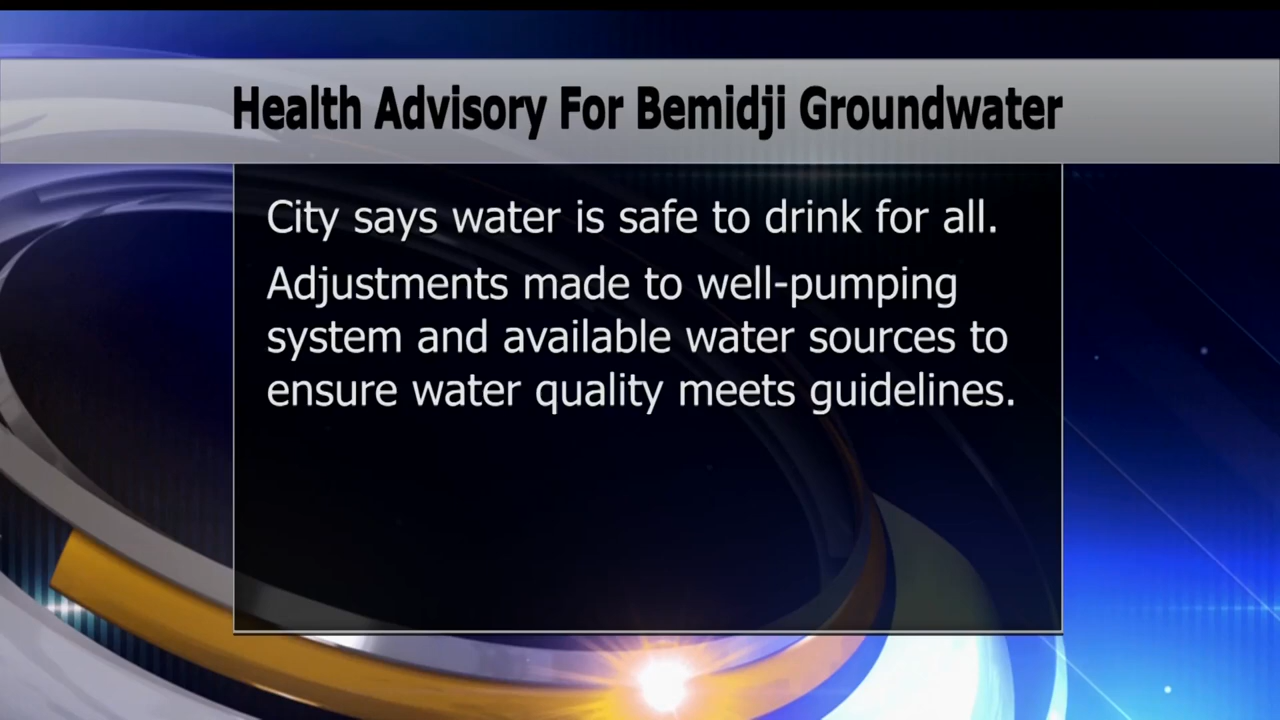 Health Advisory For Bemidji Groundwater
City says water is safe to drink for all.
Adjustments made to well-pumping
system and available water sources to
ensure water quality meets guidelines.